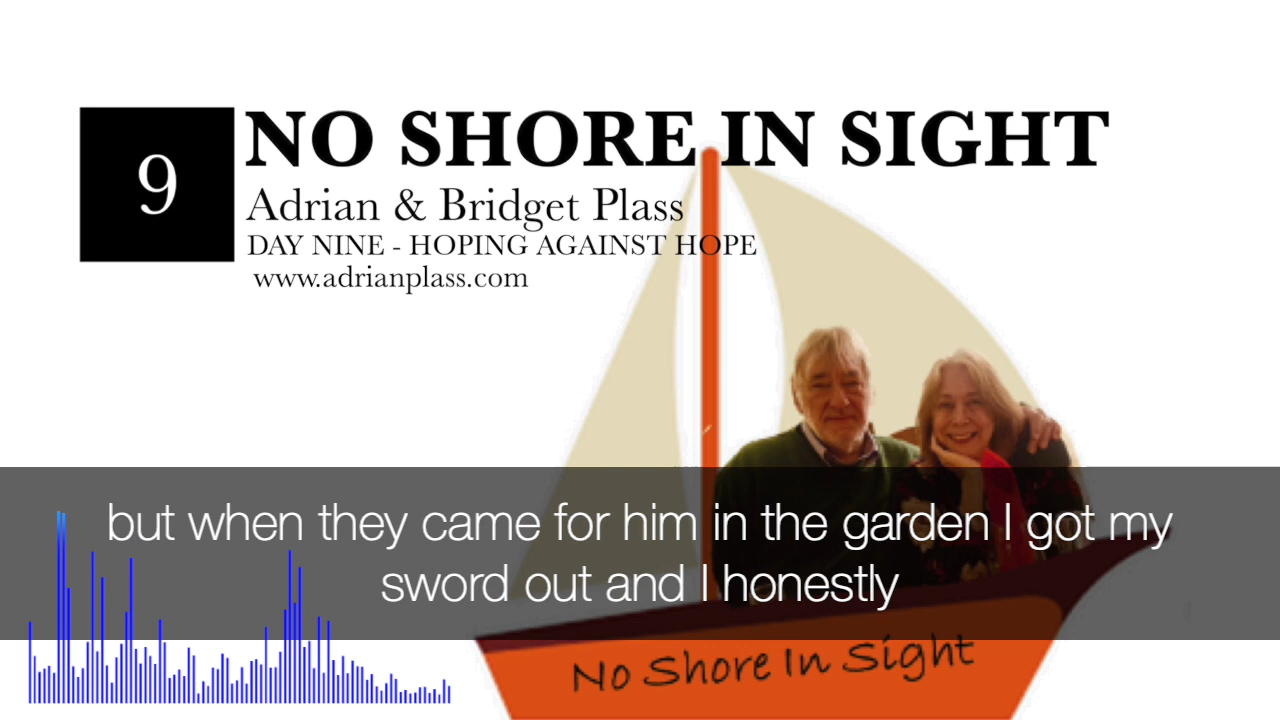 9
NO SHORE IN SIGHT
Adrian & Bridget Plass
DAY NINE - HOPING AGAINST HOPE
www.adrianplass.com
but when they came for him in the garden I got my
sword out and I honestly
No Shore In Sight